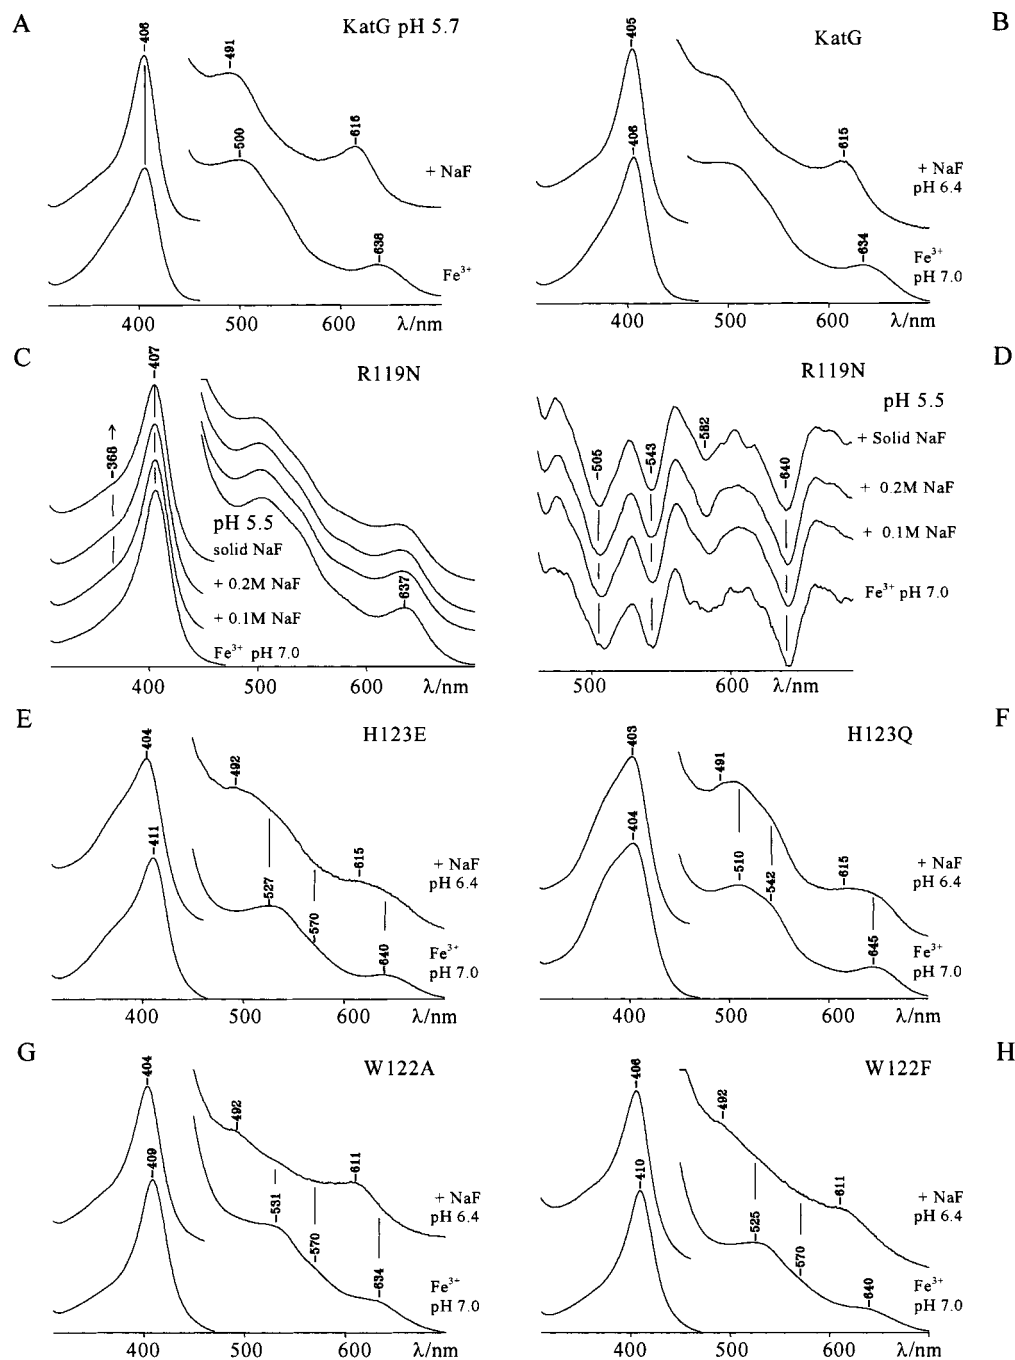 A
KatG pH 5.7
-406
-491
-616
-500
-638
+ NaF
Fe³⁺
400
500
600
λ/nm
B
KatG
-405
-406
-615
-634
+ NaF
pH 6.4
Fe³⁺
pH 7.0
400
500
600
λ/nm
C
R119N
-407
-368 →
-637
pH 5.5
solid NaF
+ 0.2M NaF
+ 0.1M NaF
Fe³⁺ pH 7.0
400
500
600
λ/nm
D
R119N
pH 5.5
-505
-543
-582
-640
+ Solid NaF
+ 0.2M NaF
+ 0.1M NaF
Fe³⁺ pH 7.0
500
600
λ/nm
E
H123E
-404
-411
-492
-615
-527
-570
-640
+ NaF
pH 6.4
Fe³⁺
pH 7.0
400
500
600
λ/nm
F
H123Q
-403
-404
-491
-510
-542
-615
-645
+ NaF
pH 6.4
Fe³⁺
pH 7.0
400
500
600
λ/nm
G
W122A
-404
-409
-492
-611
-531
-570
-634
+ NaF
pH 6.4
Fe³⁺
pH 7.0
400
500
600
λ/nm
H
W122F
-406
-410
-492
-611
-525
-570
-640
+ NaF
pH 6.4
Fe³⁺
pH 7.0
400
500
600
λ/nm